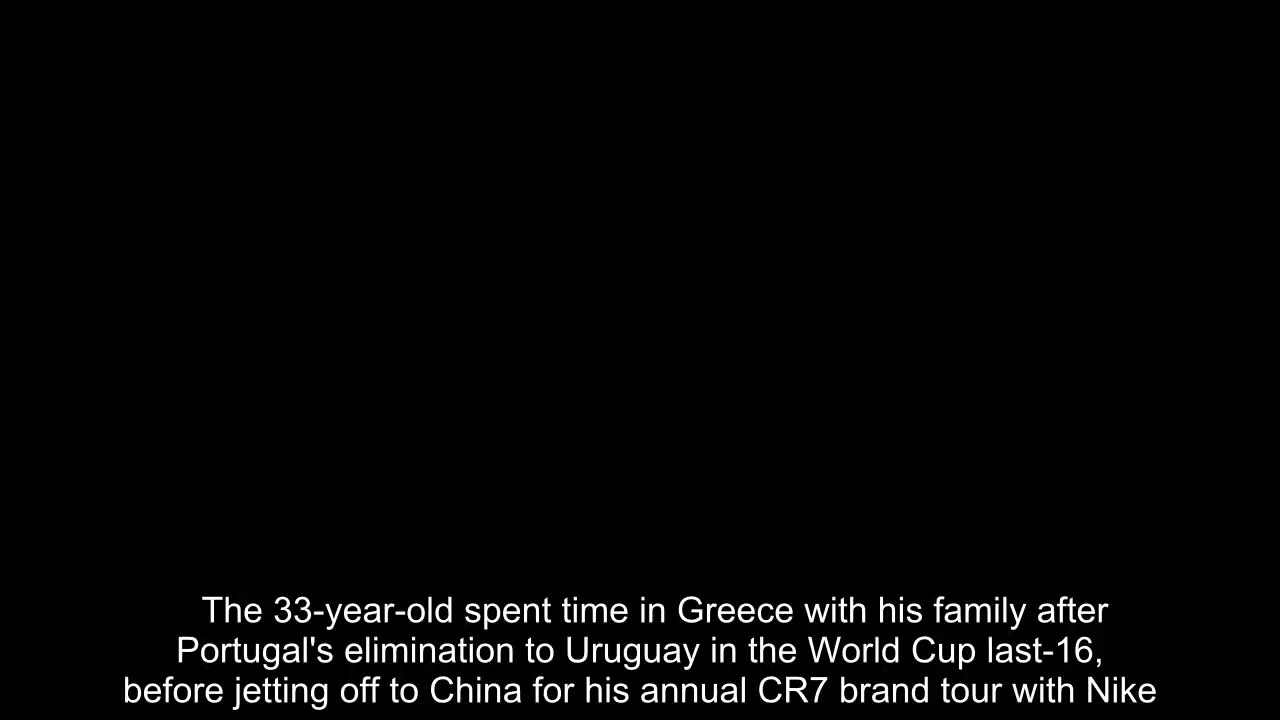 The 33-year-old spent time in Greece with his family after
Portugal's elimination to Uruguay in the World Cup last-16,
before jetting off to China for his annual CR7 brand tour with Nike